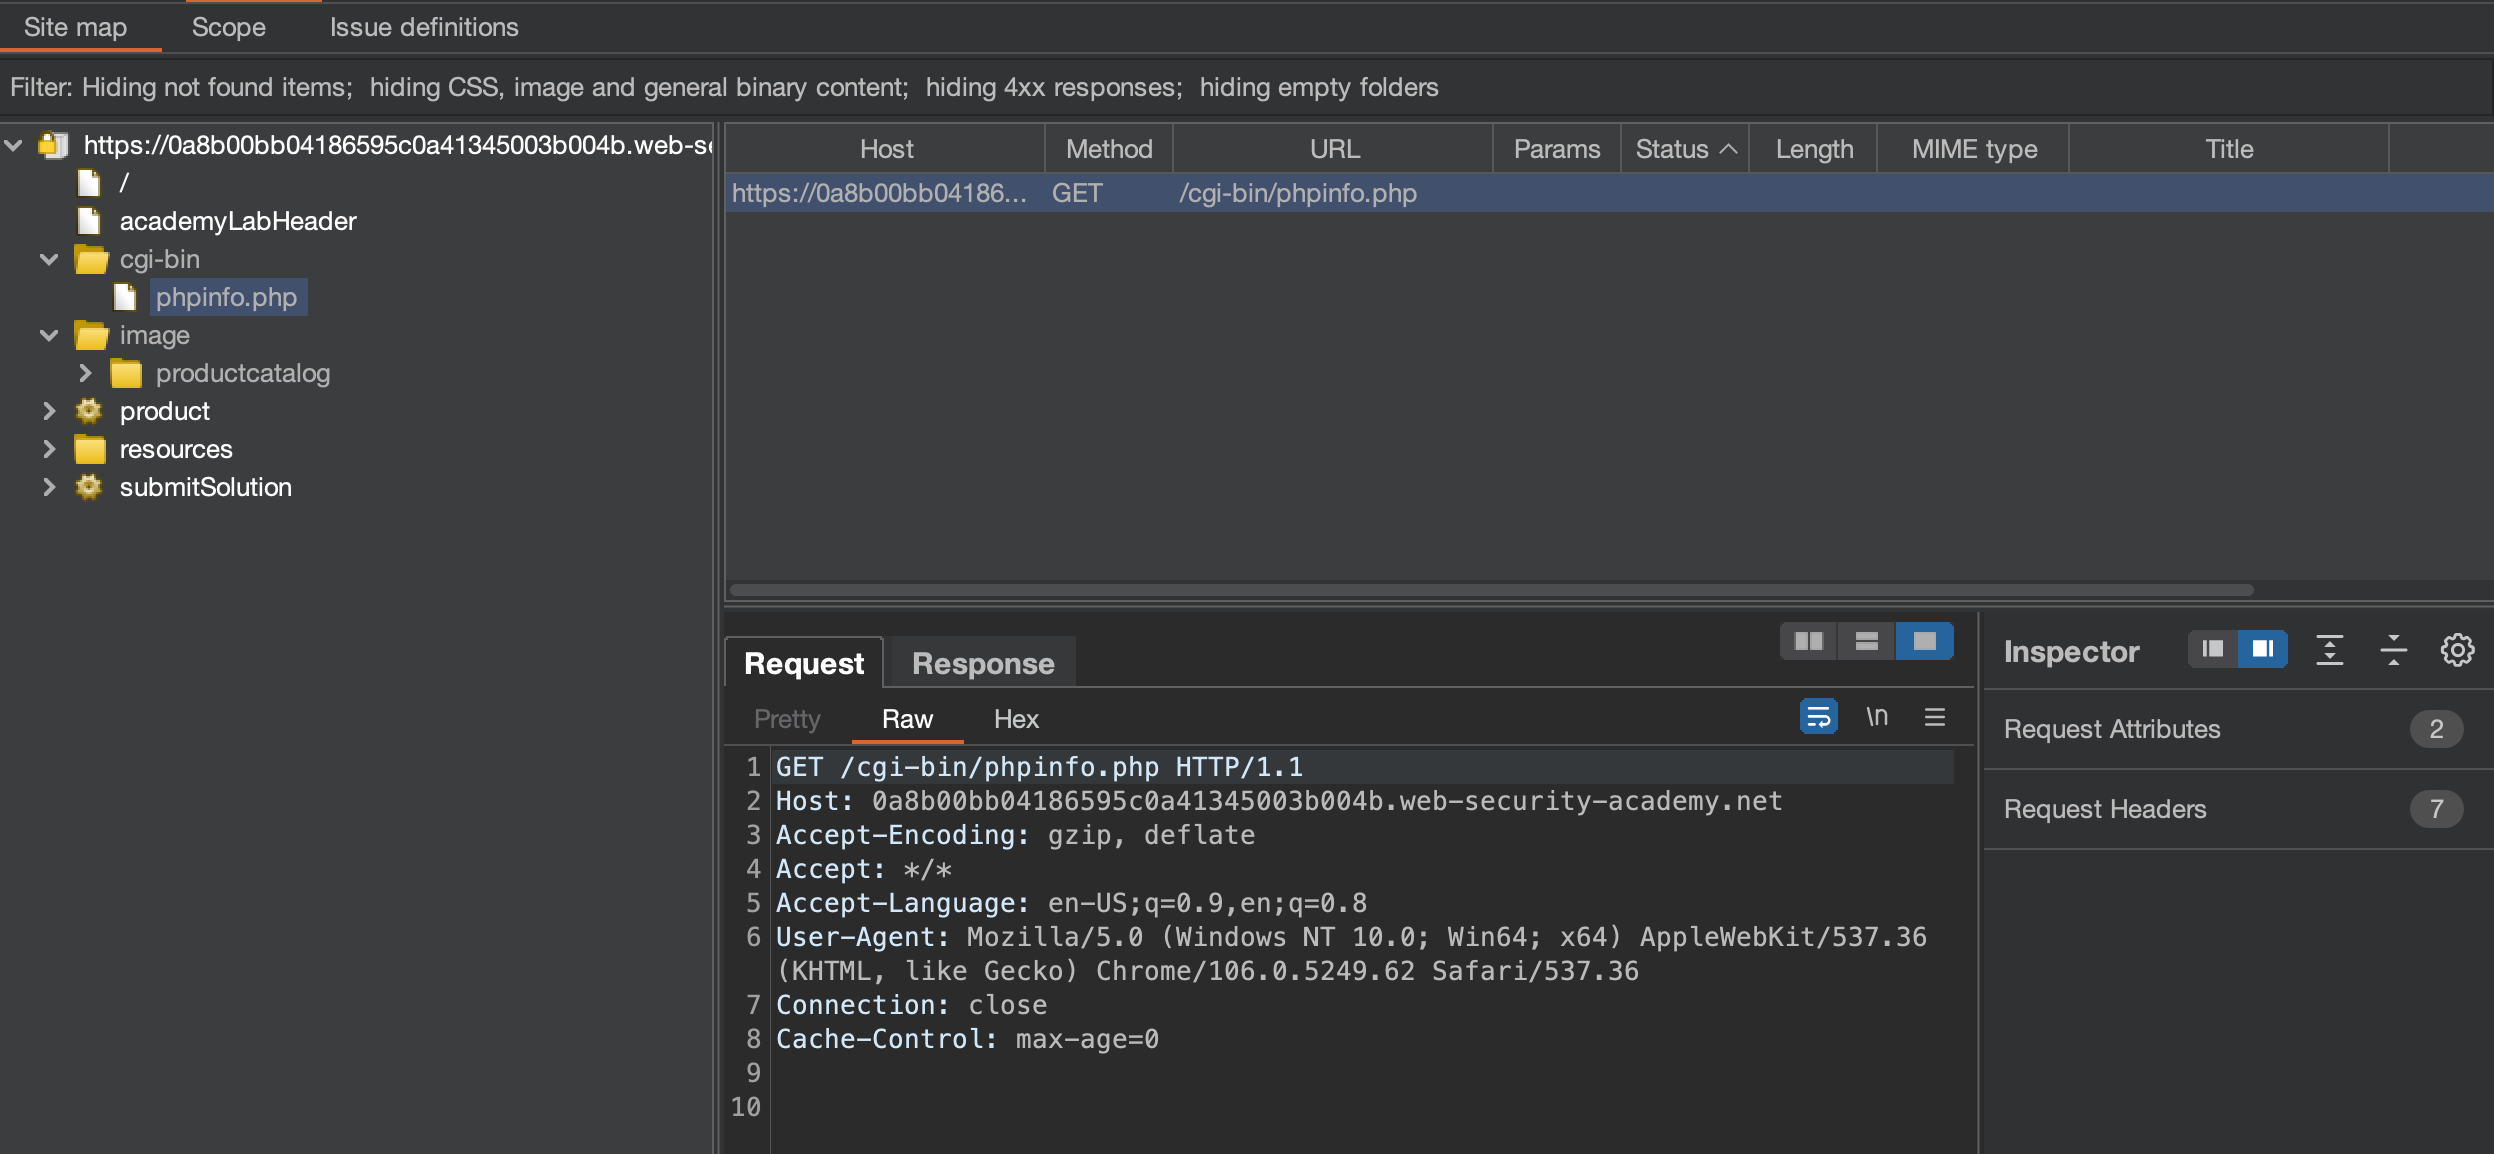 Site map Scope Issue definitions
Filter: Hiding not found items; hiding CSS, image and general binary content; hiding 4xx responses; hiding empty folders
https://0a8b00bb04186595c0a41345003b004b.web-se
/
academyLabHeader
cgi-bin
phpinfo.php
image
productcatalog
product
resources
submitSolution
Host Method URL Params Status Length MIME type Title
https://0a8b00bb04186... GET /cgi-bin/phpinfo.php
Request Response
Pretty Raw Hex \n
1 GET /cgi-bin/phpinfo.php HTTP/1.1
2 Host: 0a8b00bb04186595c0a41345003b004b.web-security-academy.net
3 Accept-Encoding: gzip, deflate
4 Accept: */*
5 Accept-Language: en-US;q=0.9,en;q=0.8
6 User-Agent: Mozilla/5.0 (Windows NT 10.0; Win64; x64) AppleWebKit/537.36
(KHTML, like Gecko) Chrome/106.0.5249.62 Safari/537.36
7 Connection: close
8 Cache-Control: max-age=0
9
10
Inspector
Request Attributes 2
Request Headers 7